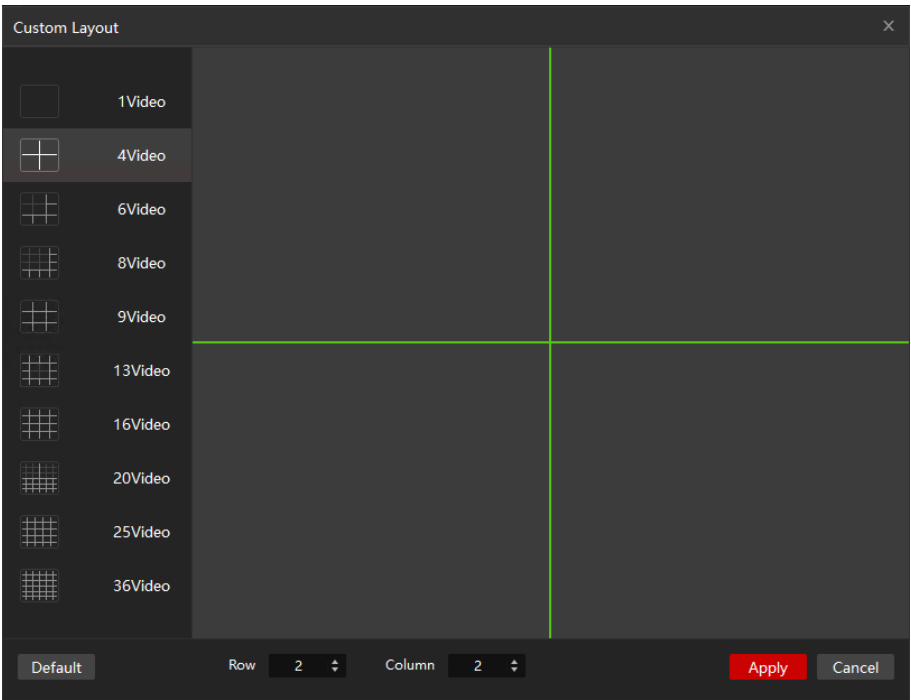 Custom Layout
1Video
4Video
6Video
8Video
9Video
13Video
16Video
20Video
25Video
36Video
Default Row 2 Column 2 Apply Cancel